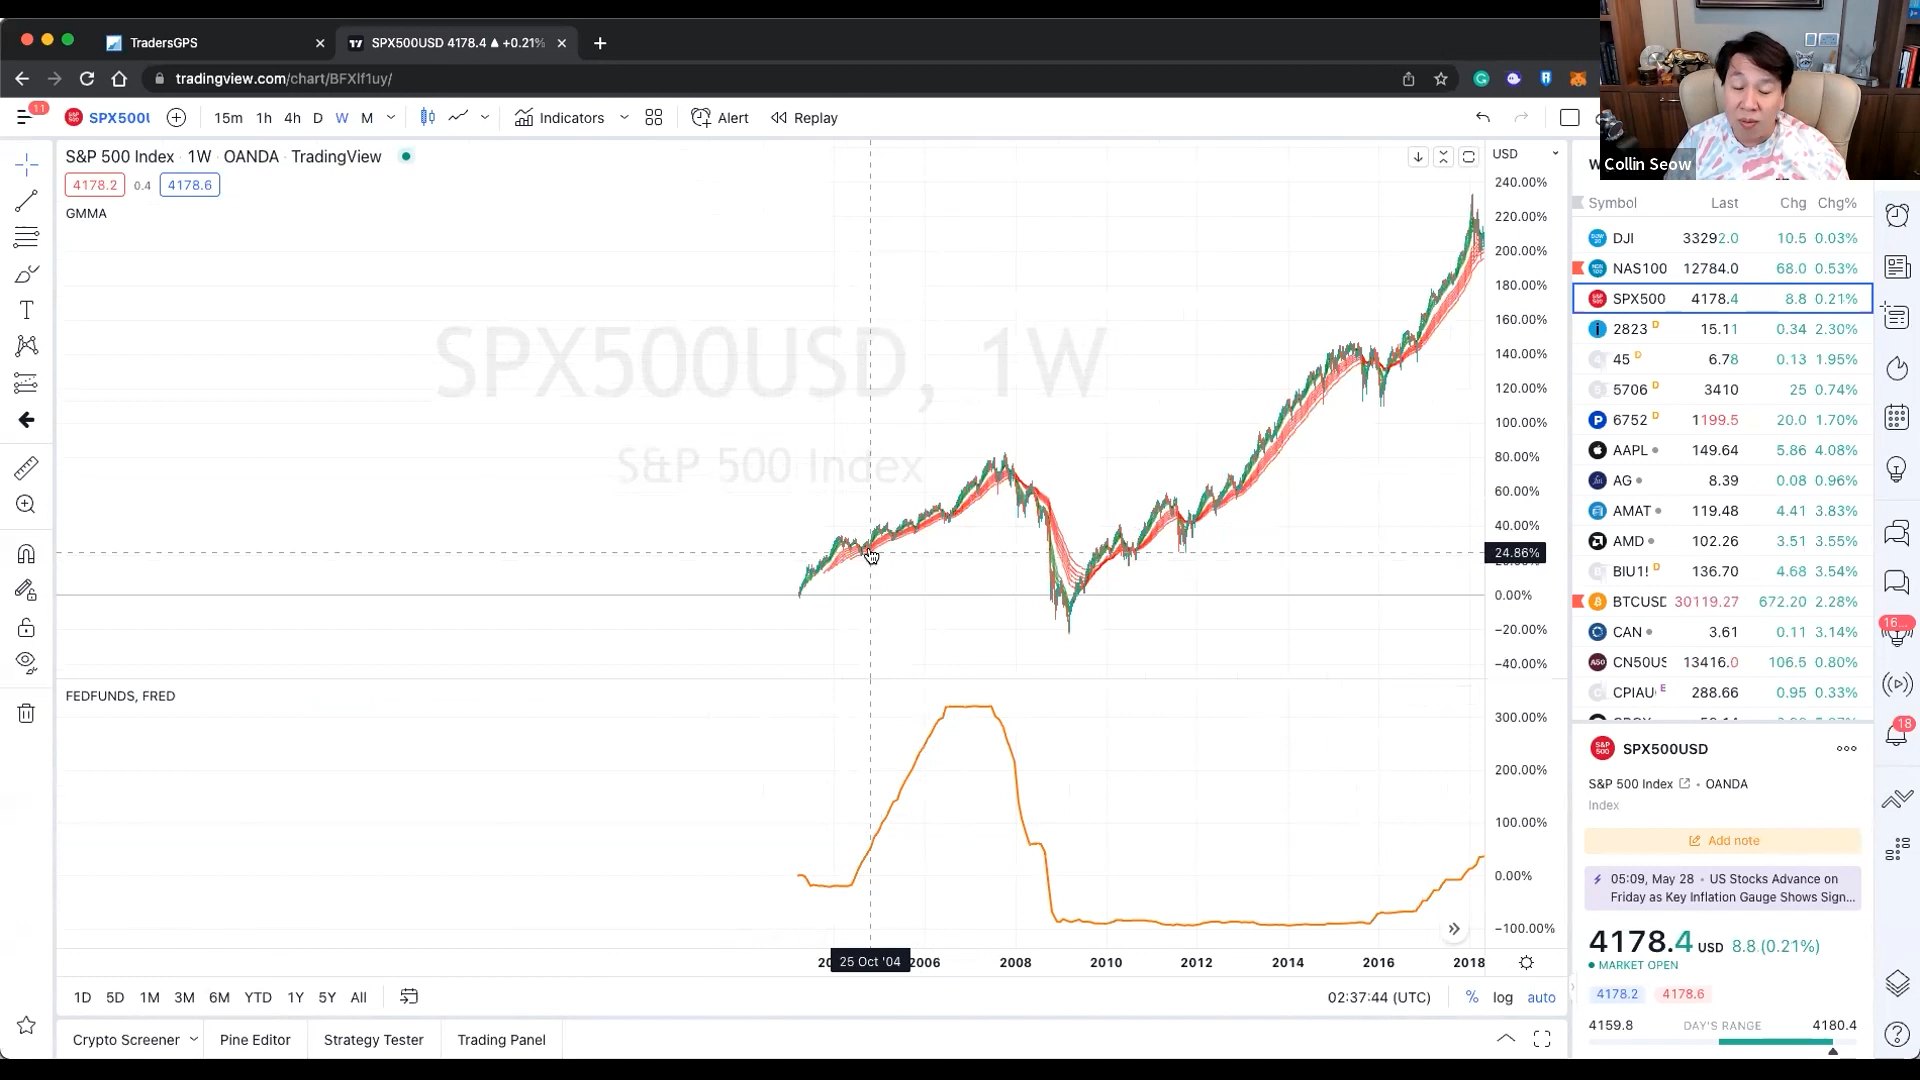 TradersGPS
SPX500USD 4178.4 ▲ +0.21%
tradingview.com/chart/BFXlf1uy/
11
SPX500U
15m 1h 4h D W M
Indicators
Alert
Replay
Collin Seow
S&P 500 Index · 1W · OANDA · TradingView
4178.2 0.4 4178.6
GMMA
SPX500USD, 1W
S&P 500 Index
USD
240.00%
220.00%
200.00%
180.00%
160.00%
140.00%
120.00%
100.00%
80.00%
60.00%
40.00%
24.86%
0.00%
−20.00%
−40.00%
FEDFUNDS, FRED
300.00%
200.00%
100.00%
0.00%
−100.00%
25 Oct '04
2006 2008 2010 2012 2014 2016 2018
1D 5D 1M 3M 6M YTD 1Y 5Y All
02:37:44 (UTC)
% log auto
Crypto Screener
Pine Editor
Strategy Tester
Trading Panel
Symbol Last Chg Chg%
DJI 33292.0 10.5 0.03%
NAS100 12784.0 68.0 0.53%
SPX500 4178.4 8.8 0.21%
2823 D 15.11 0.34 2.30%
45 D 6.78 0.13 1.95%
5706 D 3410 25 0.74%
6752 D 1199.5 20.0 1.70%
AAPL 149.64 5.86 4.08%
AG 8.39 0.08 0.96%
AMAT 119.48 4.41 3.83%
AMD 102.26 3.51 3.55%
BIU1! D 136.70 4.68 3.54%
BTCUSD 30119.27 672.20 2.28%
CAN 3.61 0.11 3.14%
CN50US 13416.0 106.5 0.80%
CPIAU E 288.66 0.95 0.33%
SPX500USD
S&P 500 Index • OANDA
Index
Add note
05:09, May 28 • US Stocks Advance on
Friday as Key Inflation Gauge Shows Sign...
4178.4 USD 8.8 (0.21%)
MARKET OPEN
4178.2 4178.6
4159.8 DAY'S RANGE 4180.4
16...
18